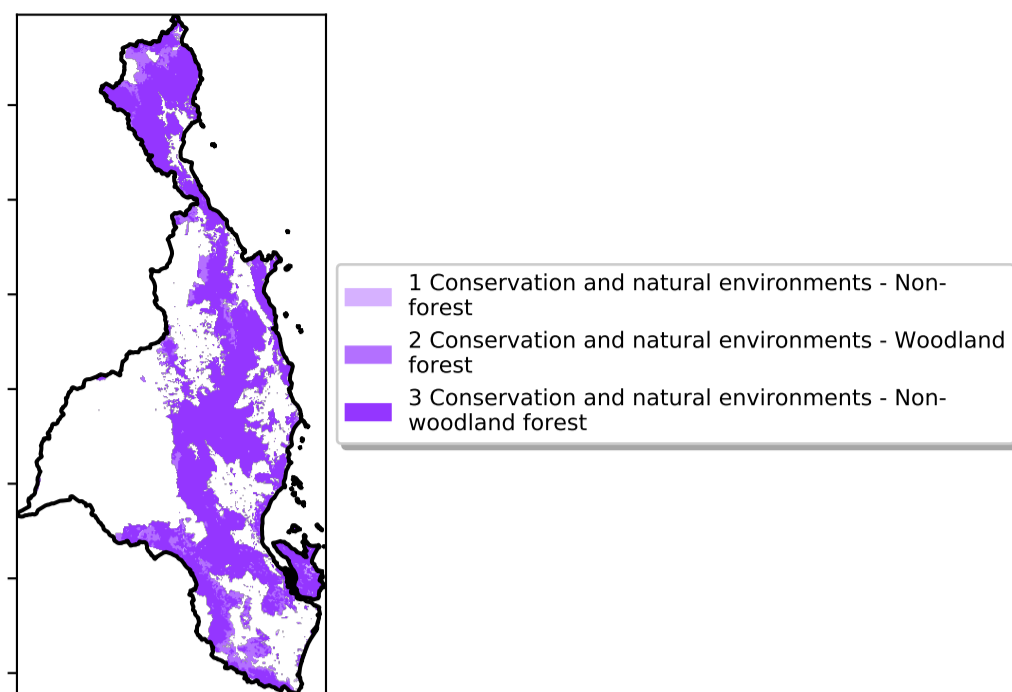 1 Conservation and natural environments - Non-
forest
2 Conservation and natural environments - Woodland
forest
3 Conservation and natural environments - Non-
woodland forest